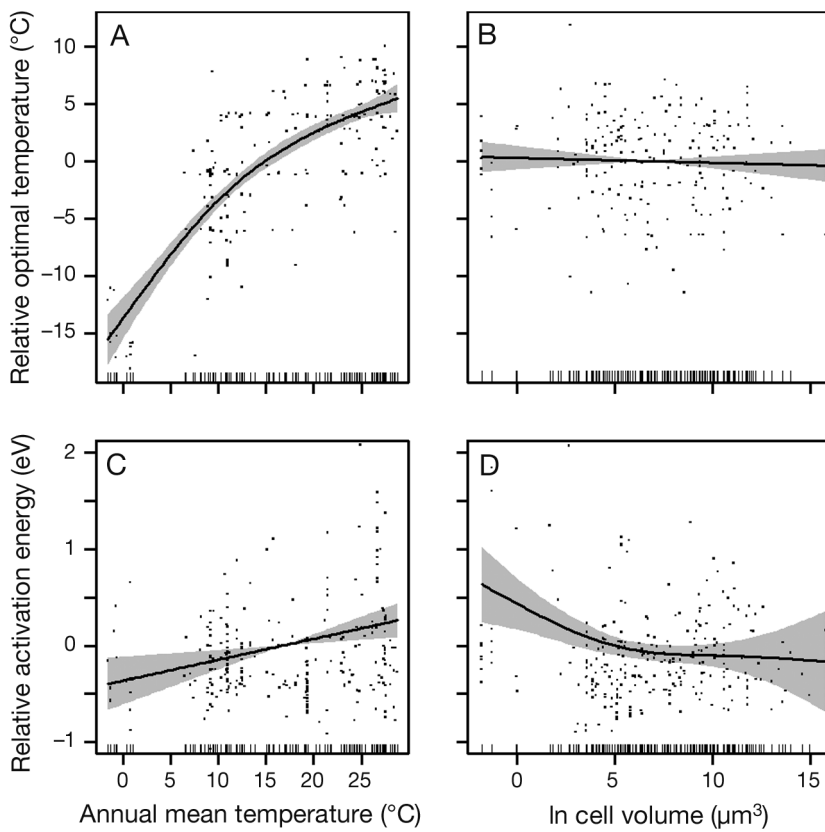 A
B
Relative optimal temperature (°C)
10
5
0
−5
−10
−15
C
D
Relative activation energy (eV)
2
1
0
−1
0 5 10 15 20 25
0 5 10 15
Annual mean temperature (°C)
ln cell volume (µm³)